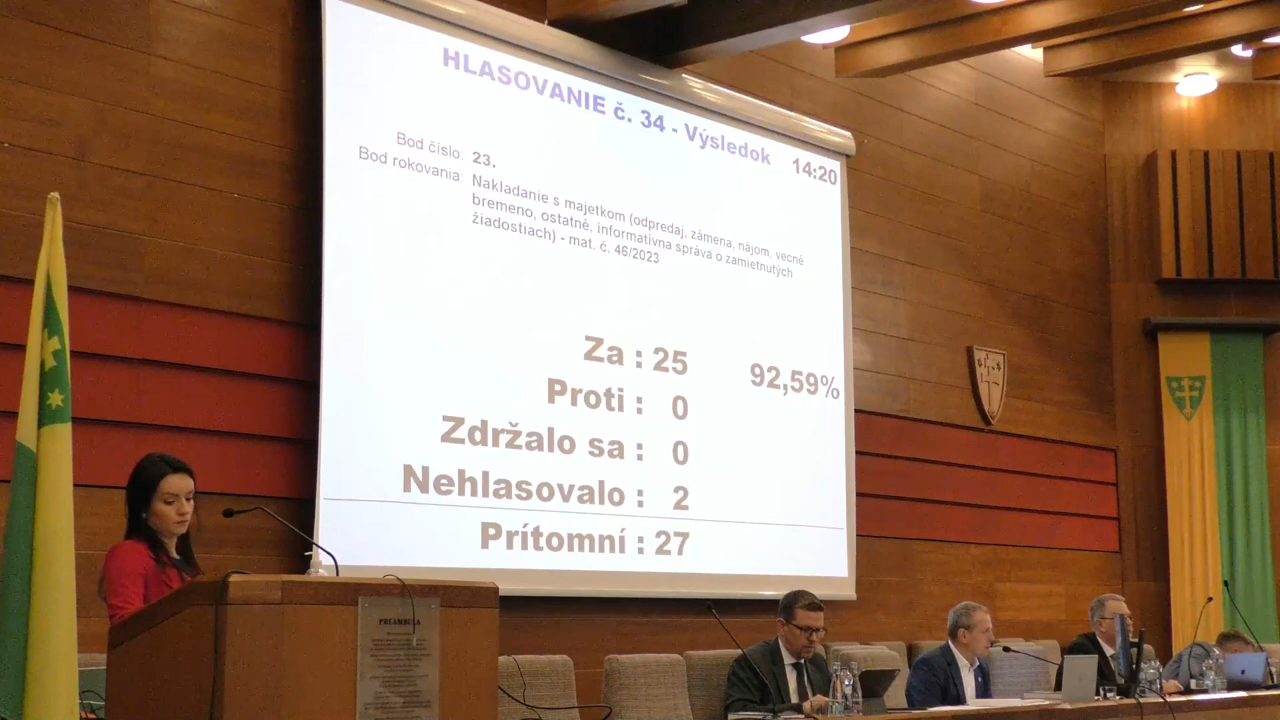 HLASOVANIE č. 34 - Výsledok 14:20
Bod číslo: 23.
Bod rokovania: Nakladanie s majetkom (odpredaj, zámena, nájom, vecné
bremeno, ostatné, informatívna správa o zamietnutých
žiadostiach) - mat. č. 46/2023
Za : 25 92,59%
Proti : 0
Zdržalo sa : 0
Nehlasovalo : 2
Prítomní : 27
PREAMBULA